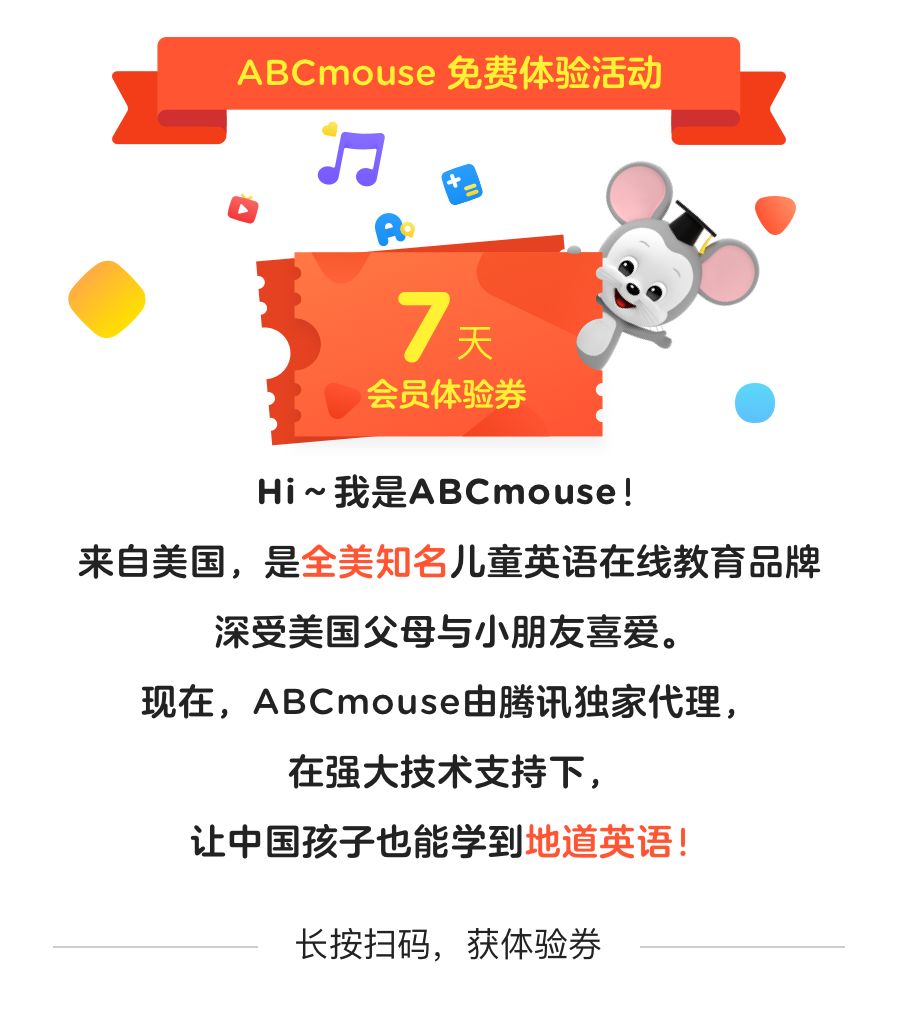 ABCmouse 免费体验活动
7天
会员体验券
Hi～我是ABCmouse！
来自美国，是全美知名儿童英语在线教育品牌
深受美国父母与小朋友喜爱。
现在，ABCmouse由腾讯独家代理，
在强大技术支持下，
让中国孩子也能学到地道英语！
长按扫码，获体验券